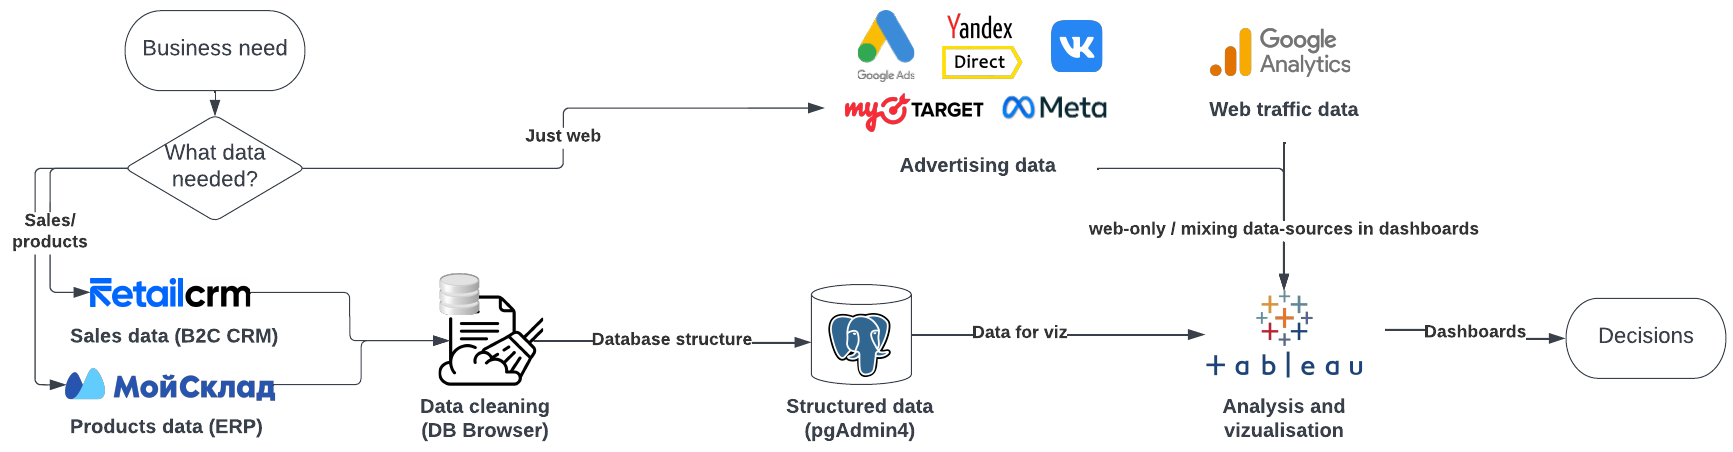 Business need
What data
needed?
Just web
Sales/
products
Google Ads
Yandex
Direct
myTARGET
Meta
Advertising data
Google
Analytics
Web traffic data
web-only / mixing data-sources in dashboards
retailcrm
Sales data (B2C CRM)
МойСклад
Products data (ERP)
Data cleaning
(DB Browser)
Database structure
Structured data
(pgAdmin4)
Data for viz
+ableau
Analysis and
vizualisation
Dashboards
Decisions